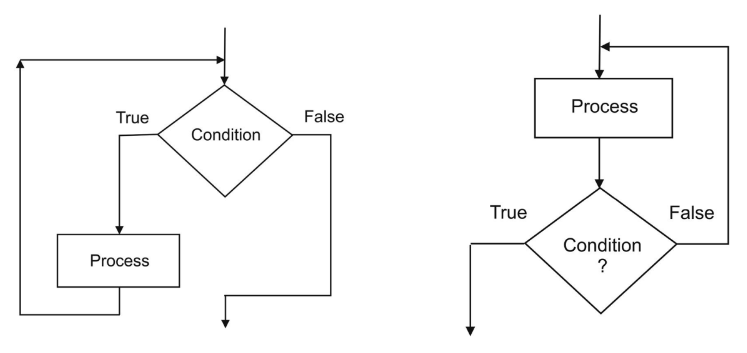 True
False
Condition
Process
Process
True
False
Condition
?